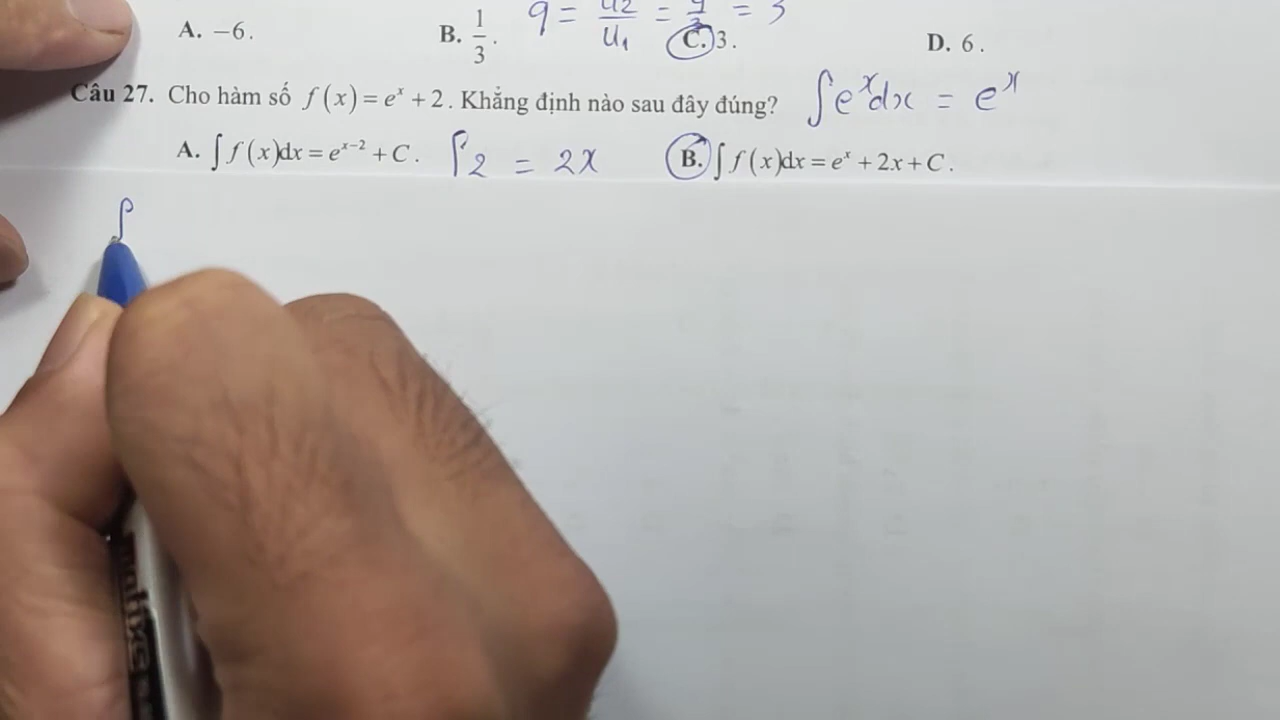 A. −6. B. 1/3. q = u2/u1 = 9/3 = 3 C. 3. D. 6.
Câu 27. Cho hàm số f(x) = e^x + 2. Khẳng định nào sau đây đúng? ∫e^x dx = e^x
A. ∫f(x)dx = e^{x−2} + C. ∫2 = 2x B. ∫f(x)dx = e^x + 2x + C.
∫